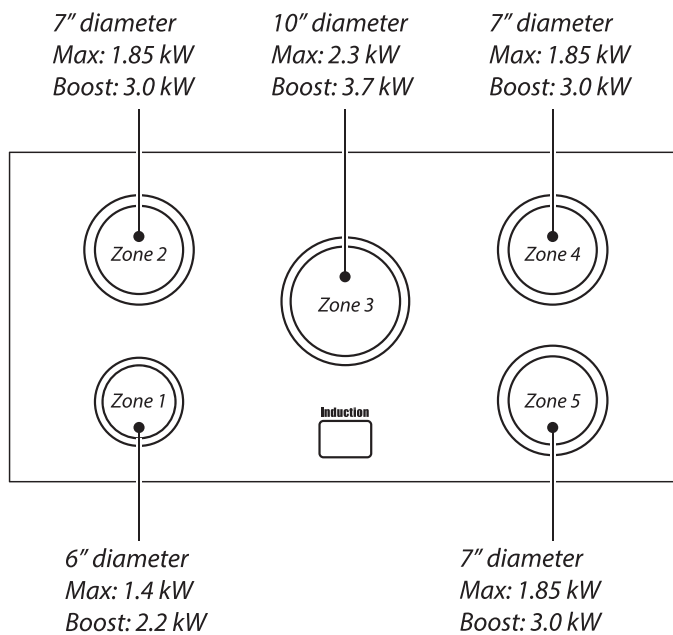 7″ diameter
Max: 1.85 kW
Boost: 3.0 kW
10″ diameter
Max: 2.3 kW
Boost: 3.7 kW
7″ diameter
Max: 1.85 kW
Boost: 3.0 kW
Zone 2
Zone 3
Zone 4
Zone 1
Induction
Zone 5
6″ diameter
Max: 1.4 kW
Boost: 2.2 kW
7″ diameter
Max: 1.85 kW
Boost: 3.0 kW